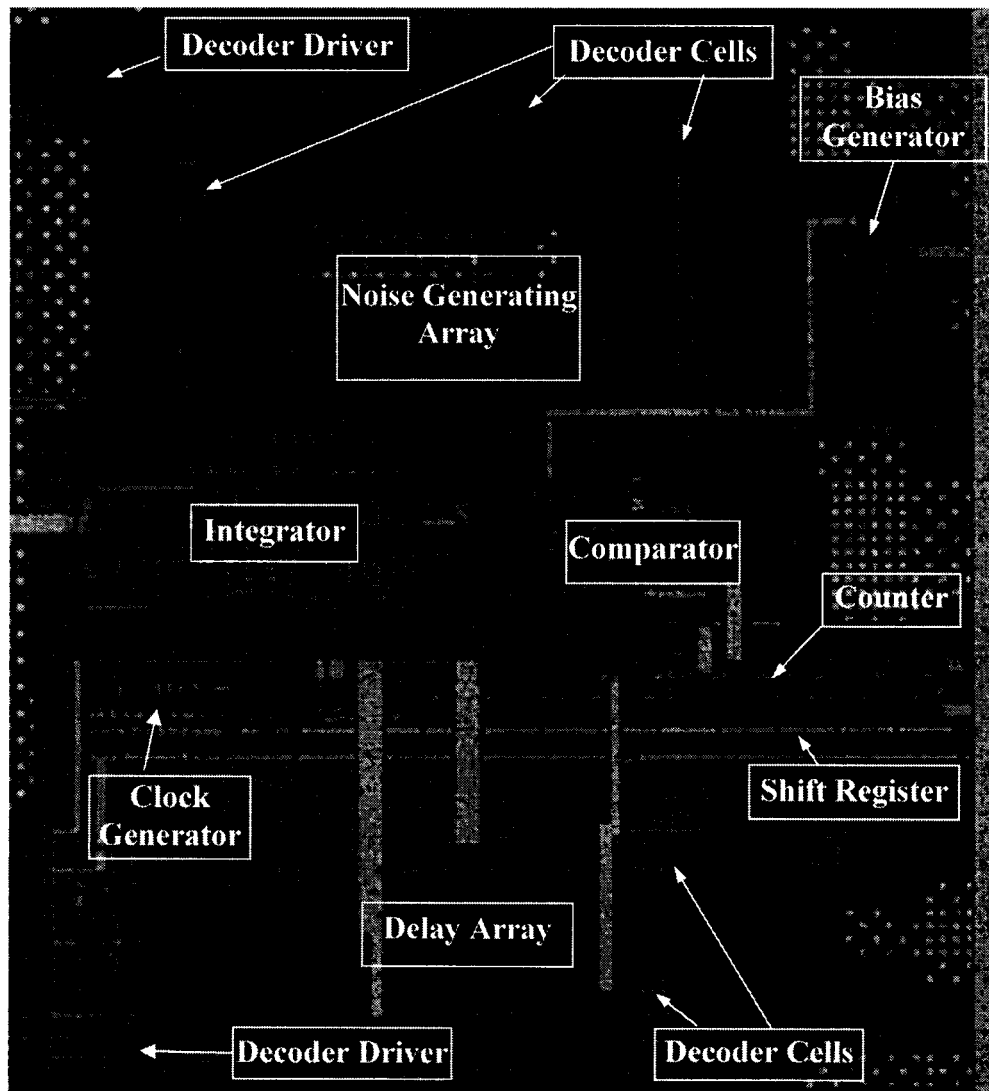 Decoder Driver
Decoder Cells
Bias
Generator
Noise Generating
Array
Integrator
Comparator
Counter
Clock
Generator
Shift Register
Delay Array
Decoder Driver
Decoder Cells